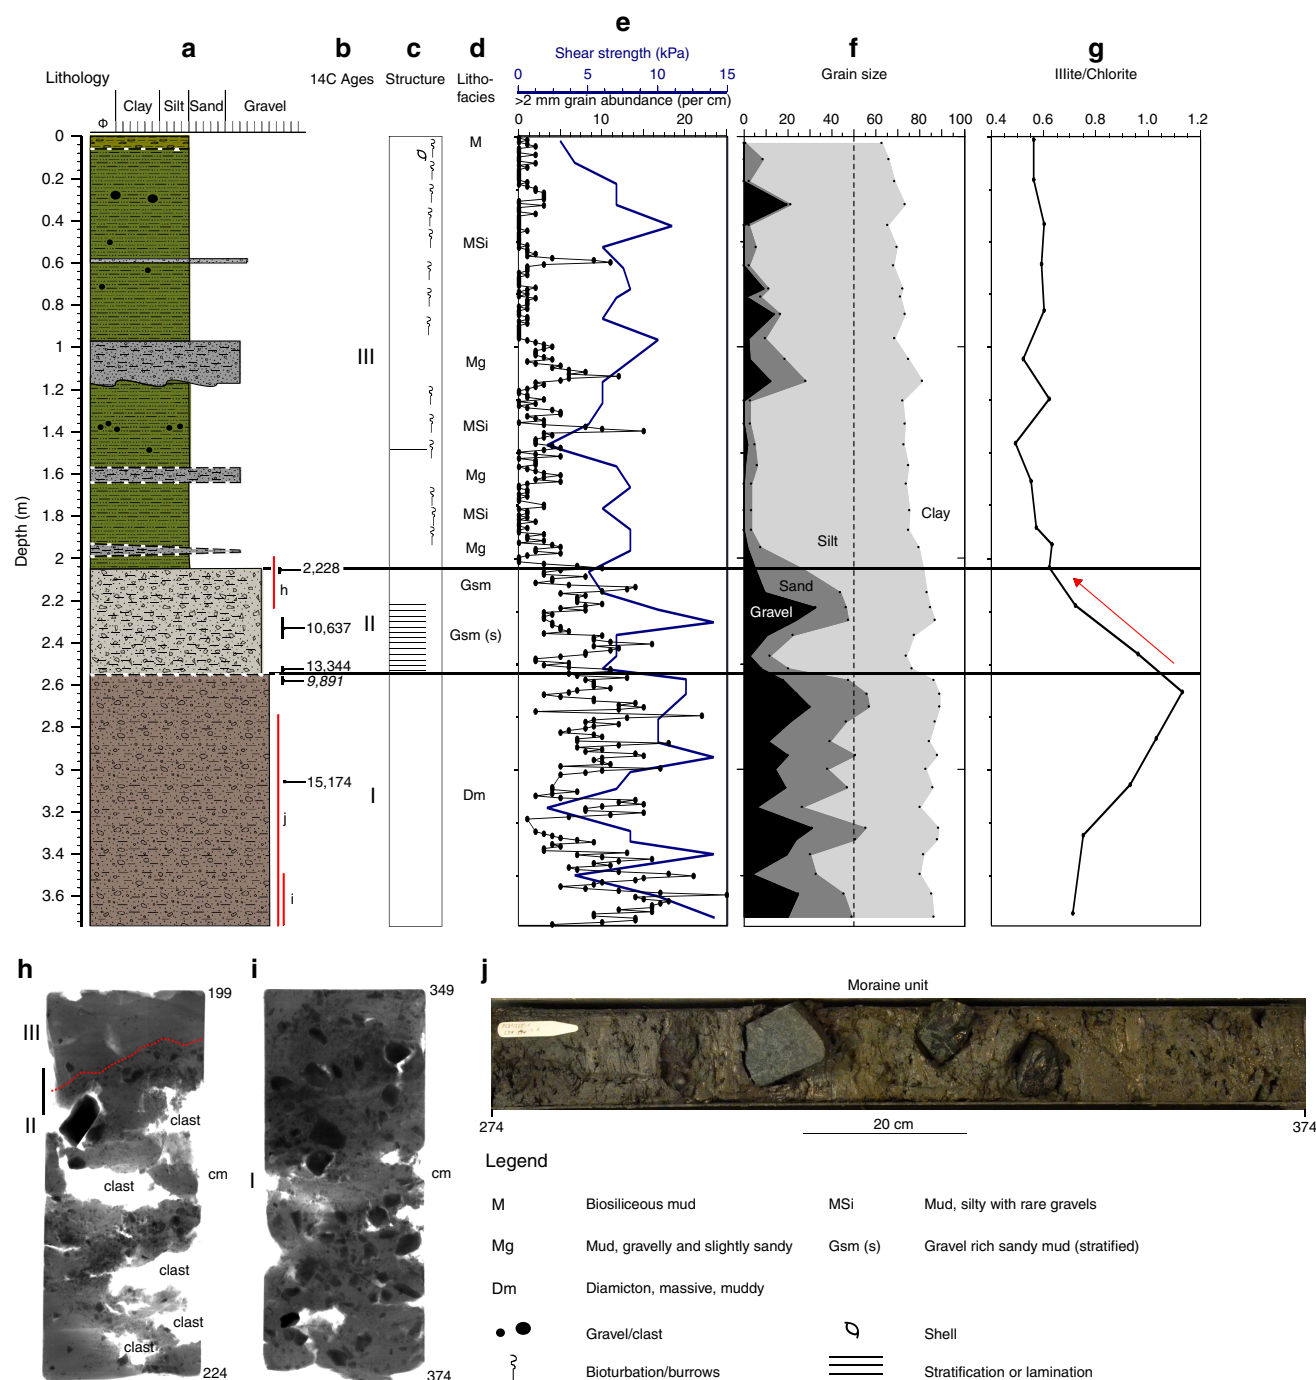 a b c d e f g
Lithology
14C Ages
Structure
Litho-
facies
Shear strength (kPa)
0 5 10 15
>2 mm grain abundance (per cm)
0 10 20
Grain size
0 20 40 60 80 100
Illite/Chlorite
0.4 0.6 0.8 1.0 1.2
Φ Clay Silt Sand Gravel
Depth (m)
0
0.2
0.4
0.6
0.8
1
1.2
1.4
1.6
1.8
2
2.2
2.4
2.6
2.8
3
3.2
3.4
3.6
h
j
i
2,228
10,637
13,344
9,891
15,174
III
II
I
M
MSi
Mg
MSi
Mg
MSi
Mg
Gsm
Gsm (s)
Dm
Clay
Silt
Sand
Gravel
h
199
III
II
clast
clast
cm
clast
clast
clast
224
i
349
I
cm
374
j
Moraine unit
274
20 cm
374
Legend
M Biosiliceous mud MSi Mud, silty with rare gravels
Mg Mud, gravelly and slightly sandy Gsm (s) Gravel rich sandy mud (stratified)
Dm Diamicton, massive, muddy
Gravel/clast Shell
Bioturbation/burrows Stratification or lamination